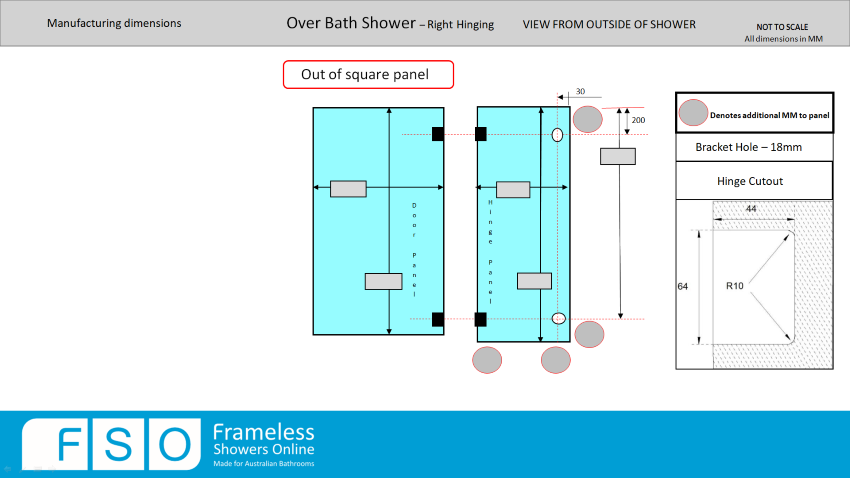 Manufacturing dimensions
Over Bath Shower – Right Hinging
VIEW FROM OUTSIDE OF SHOWER
NOT TO SCALE
All dimensions in MM
Out of square panel
30
200
Door Panel
Hinge Panel
Denotes additional MM to panel
Bracket Hole – 18mm
Hinge Cutout
44
64
R10
FSO
Frameless
Showers Online
Made for Australian Bathrooms